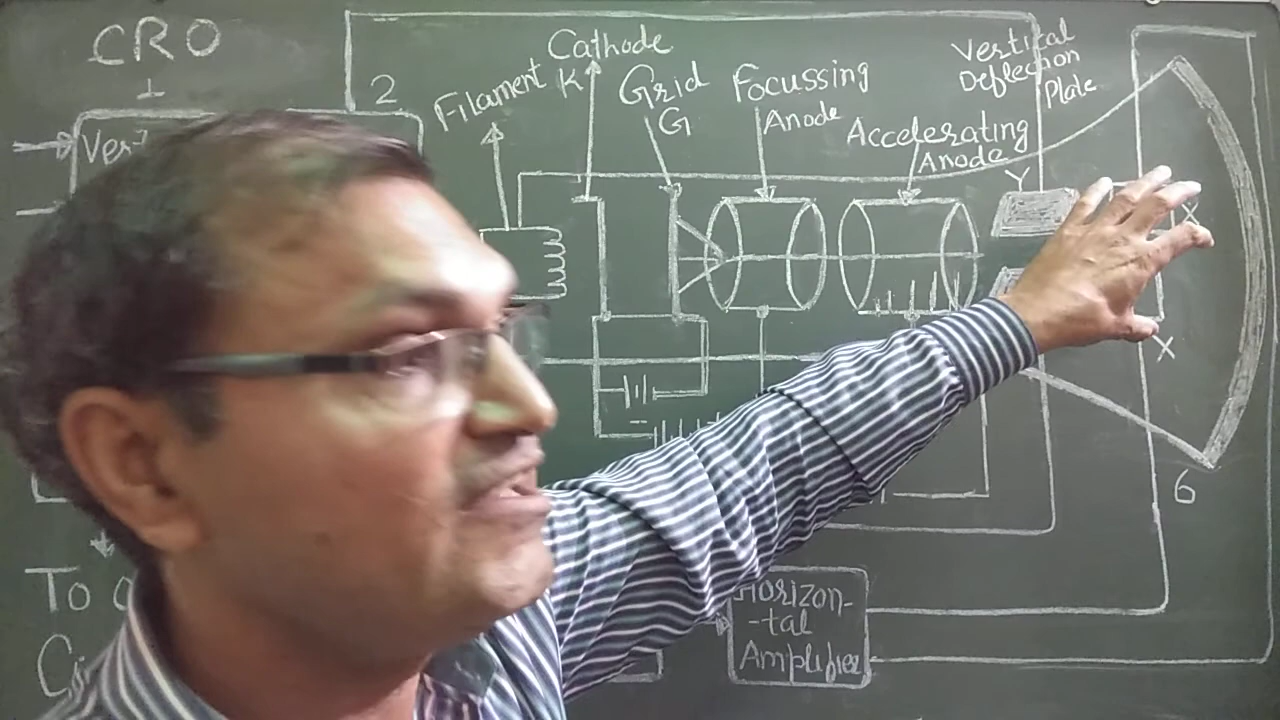 CRO
2
Filament
Cathode
K
Grid
G
Focussing
Anode
Accelerating
Anode
Vertical
Deflection
Plate
Y
X
X
6
To
Horizon-
-tal
Amplifier